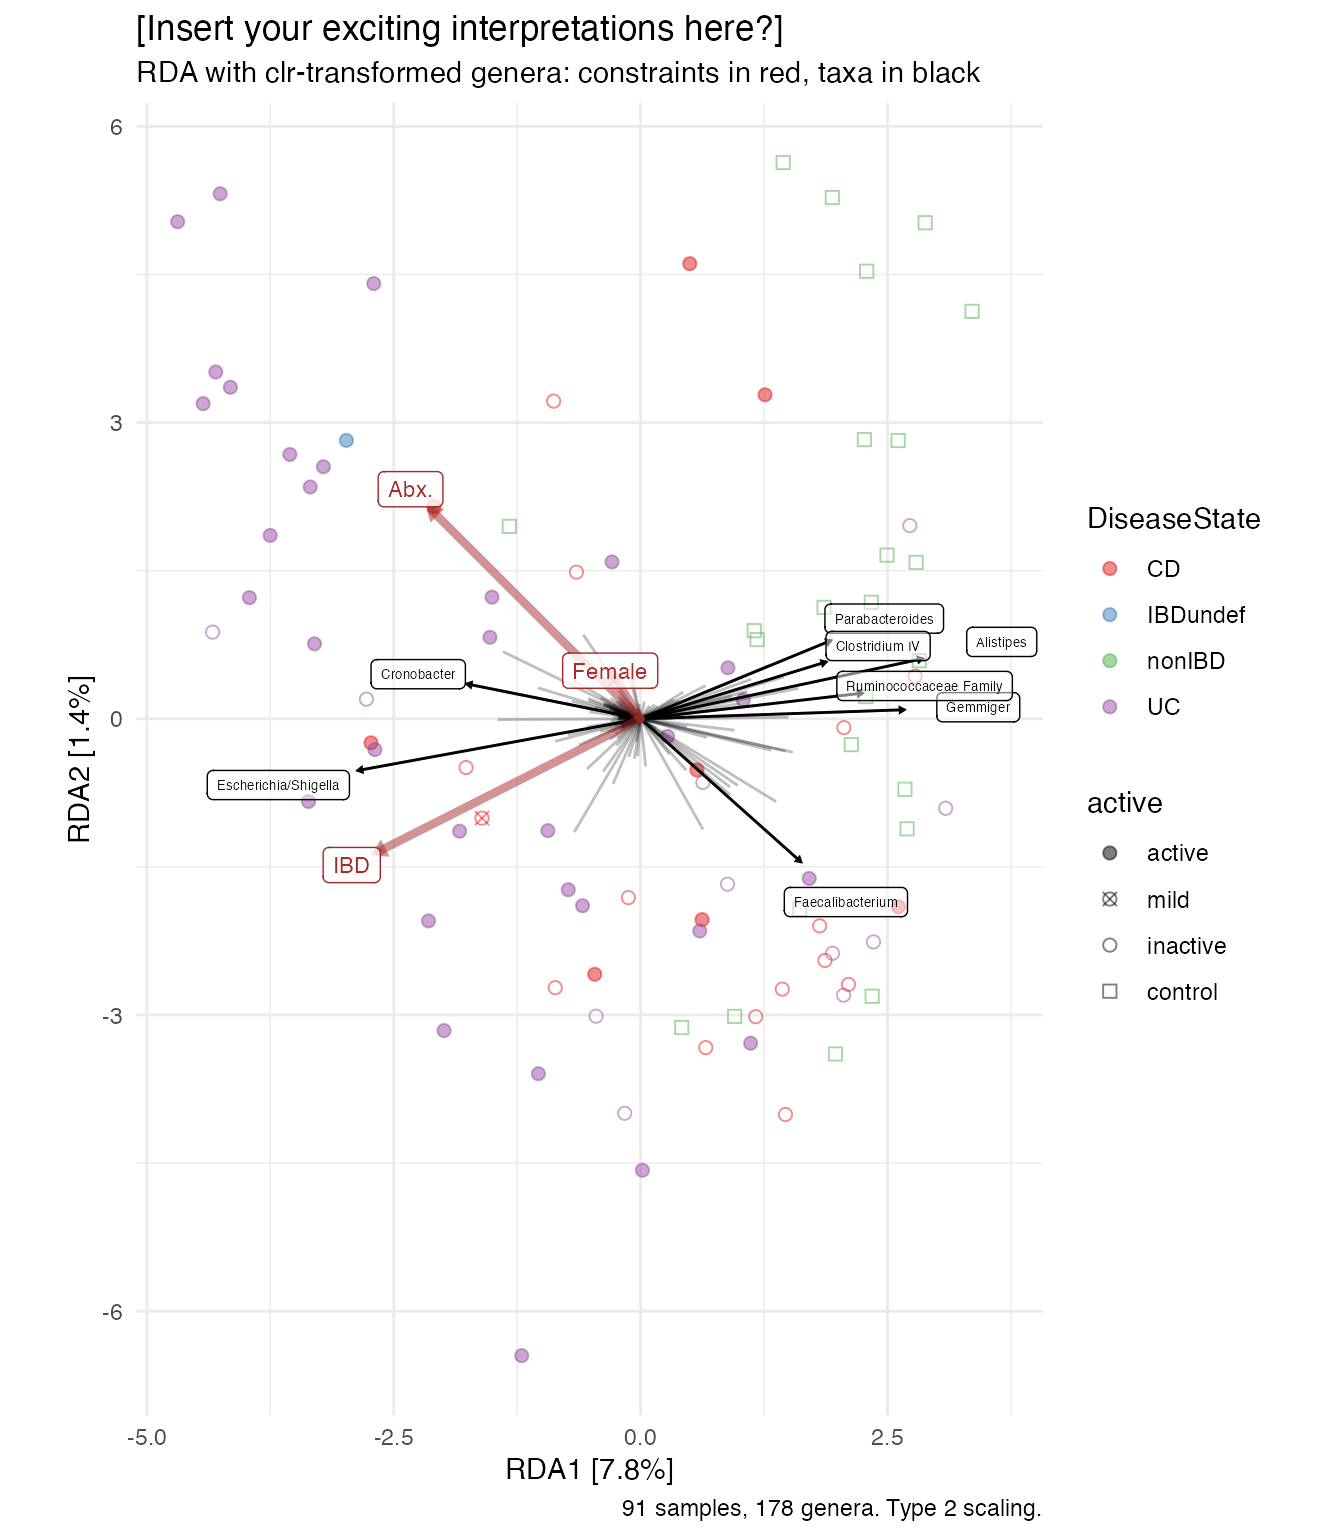 [Insert your exciting interpretations here?]
RDA with clr-transformed genera: constraints in red, taxa in black
6
3
0
-3
-6
RDA2 [1.4%]
Abx.
Female
IBD
Cronobacter
Escherichia/Shigella
Parabacteroides
Clostridium IV
Alistipes
Ruminococcaceae Family
Gemmiger
Faecalibacterium
-5.0
-2.5
0.0
2.5
RDA1 [7.8%]
91 samples, 178 genera. Type 2 scaling.
DiseaseState
CD
IBDundef
nonIBD
UC
active
active
mild
inactive
control